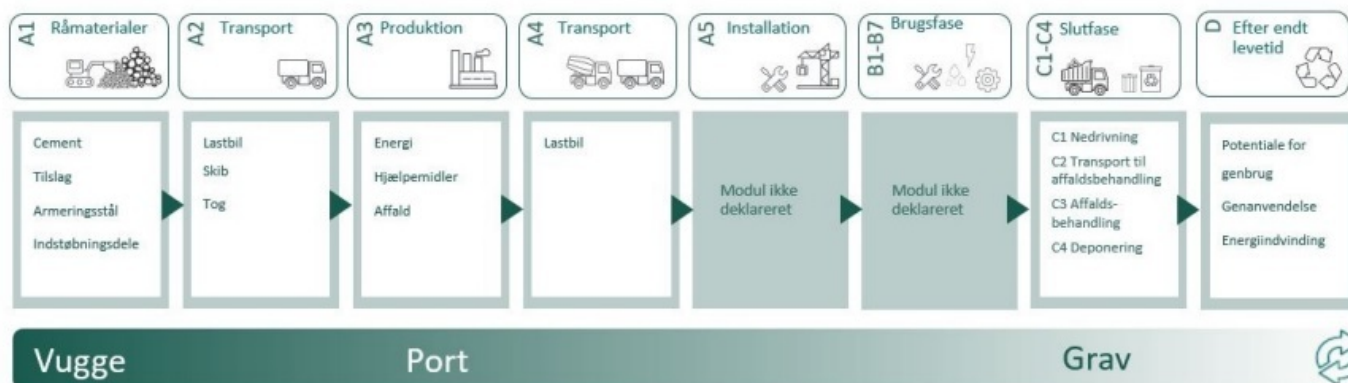 A1 Råmaterialer
A2 Transport
A3 Produktion
A4 Transport
A5 Installation
B1-B7 Brugsfase
C1-C4 Slutfase
D Efter endt
levetid
Cement
Tilslag
Armeringsstål
Indstøbningsdele
Lastbil
Skib
Tog
Energi
Hjælpemidler
Affald
Lastbil
Modul ikke
deklareret
Modul ikke
deklareret
C1 Nedrivning
C2 Transport til
affaldsbehandling
C3 Affalds-
behandling
C4 Deponering
Potentiale for
genbrug
Genanvendelse
Energiindvinding
Vugge
Port
Grav